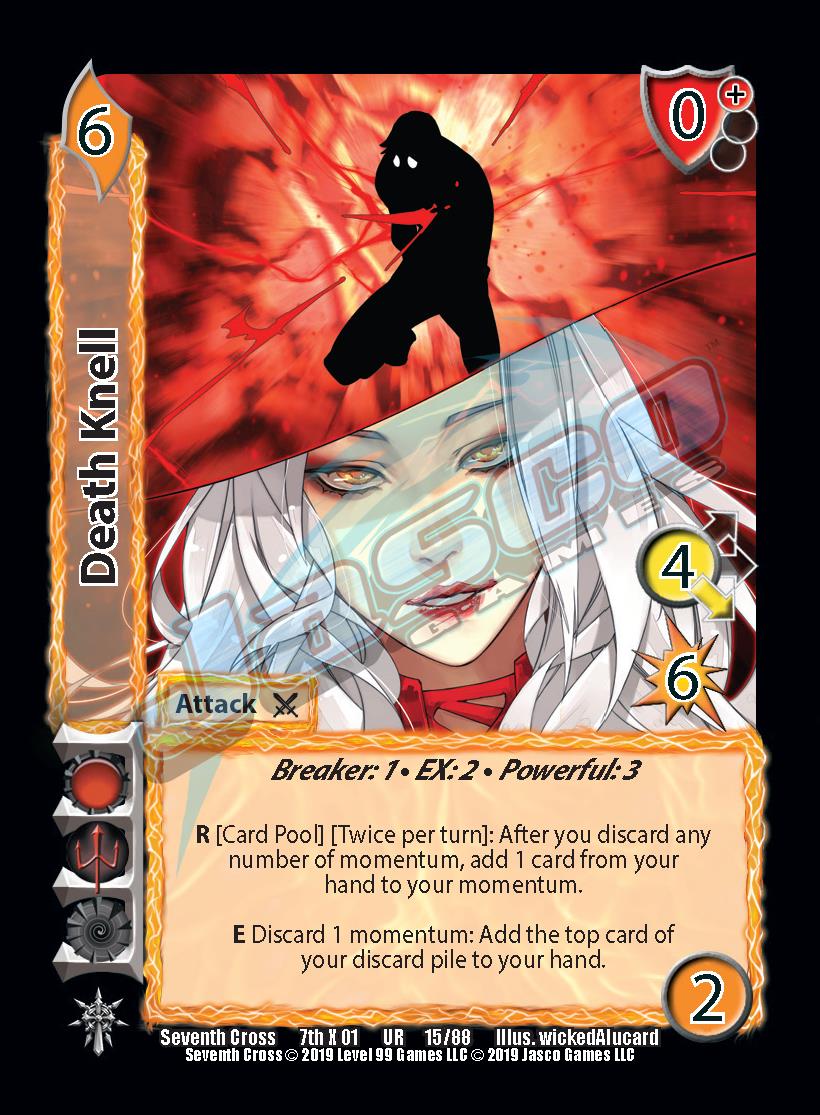 6
0
+
Death Knell
JASCO
GAMES
™
4
6
Attack
Breaker: 1 • EX: 2 • Powerful: 3
R [Card Pool] [Twice per turn]: After you discard any
number of momentum, add 1 card from your
hand to your momentum.
E Discard 1 momentum: Add the top card of
your discard pile to your hand.
2
Seventh Cross 7th X 01 UR 15/88 Illus. wickedAlucard
Seventh Cross © 2019 Level 99 Games LLC © 2019 Jasco Games LLC